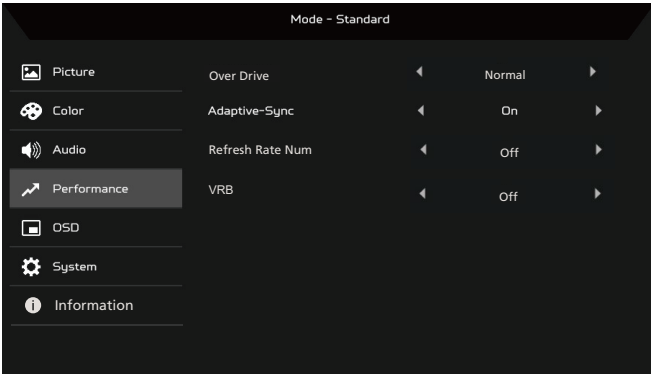 Mode - Standard
Picture
Color
Audio
Performance
OSD
System
Information
Over Drive Normal
Adaptive-Sync On
Refresh Rate Num Off
VRB Off